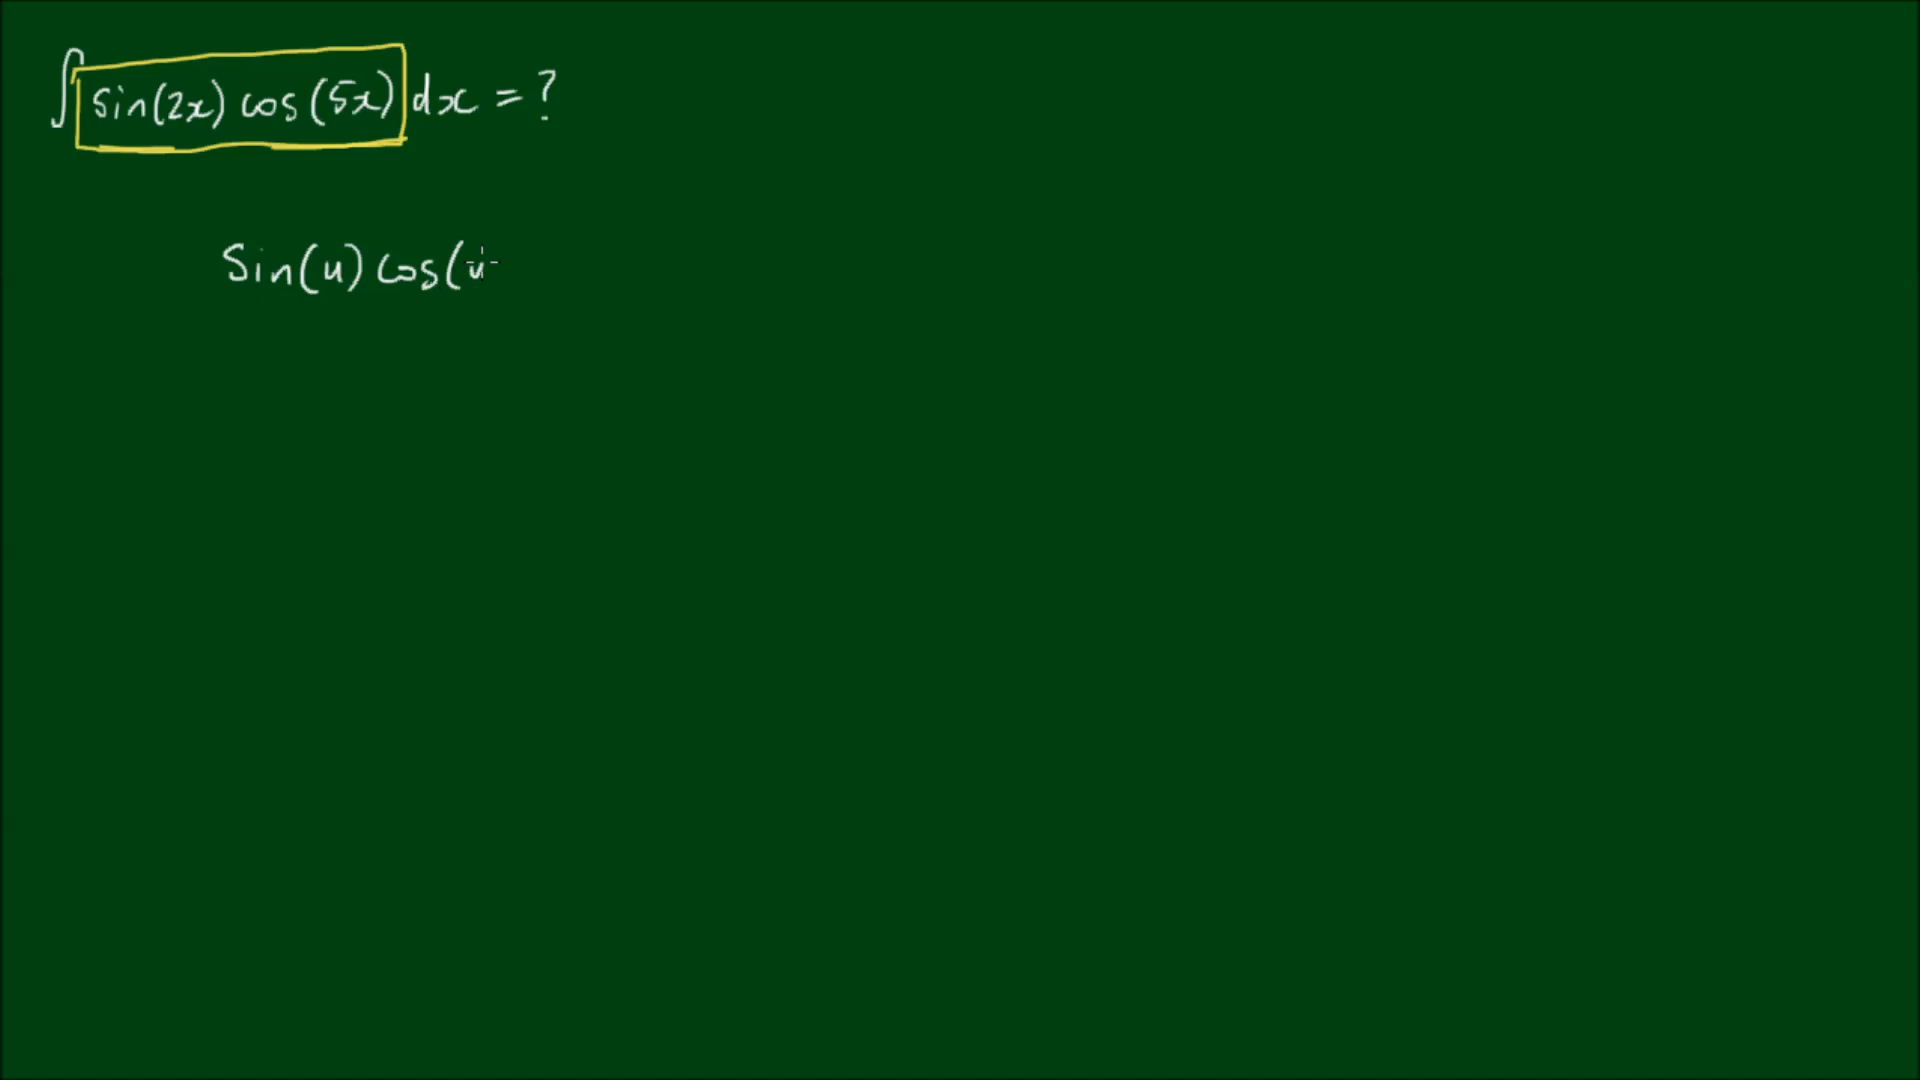 ∫ sin(2x) cos(5x) dx = ?
Sin(u) cos(u